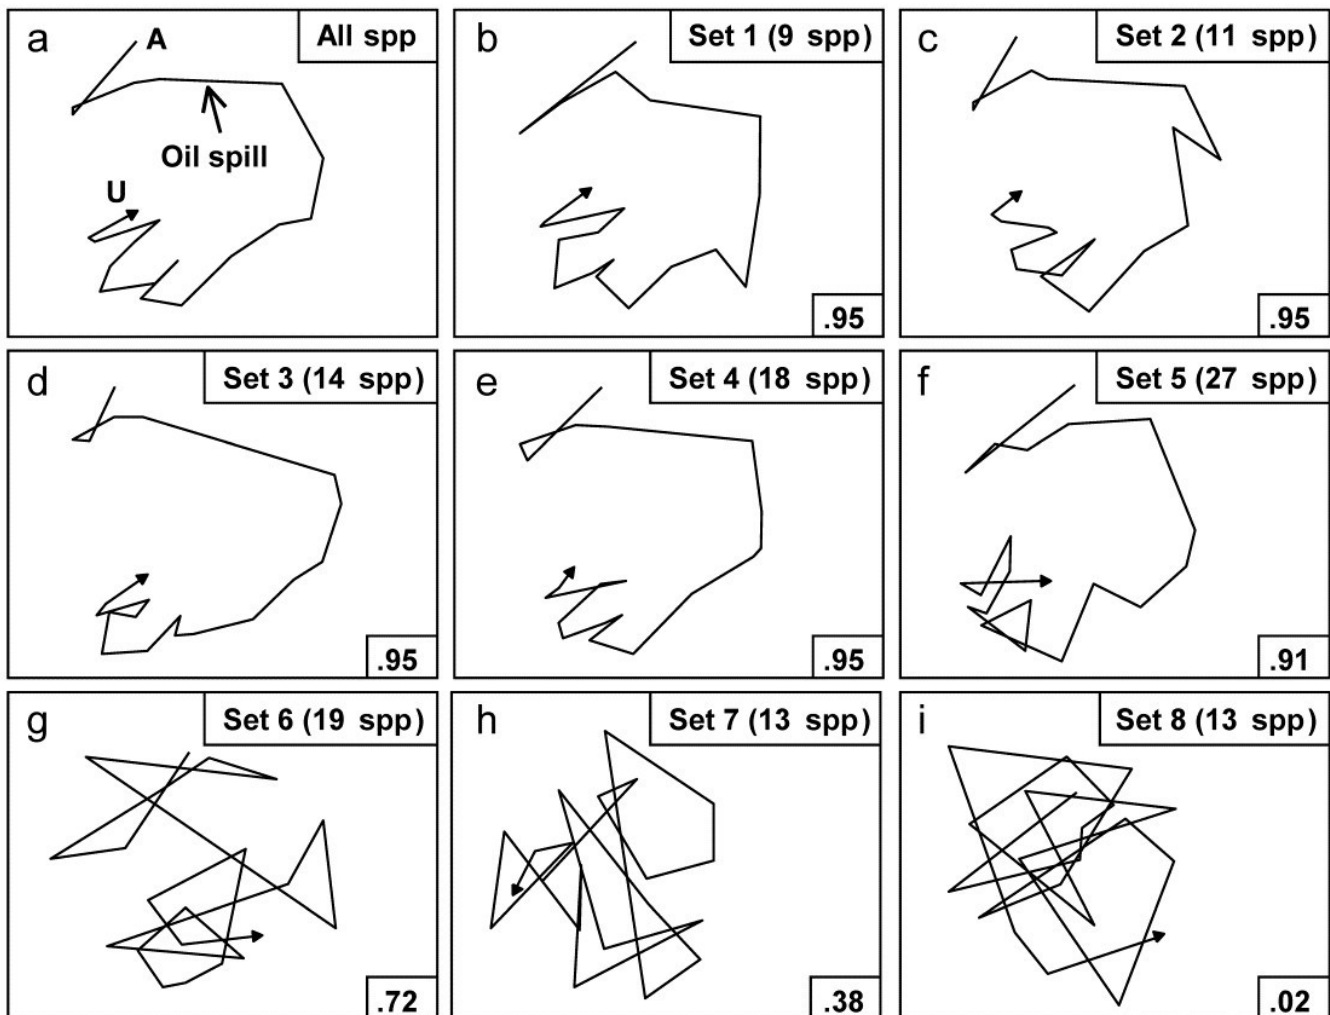 a
A
All spp
Oil spill
U
b
Set 1 (9 spp)
.95
c
Set 2 (11 spp)
.95
d
Set 3 (14 spp)
.95
e
Set 4 (18 spp)
.95
f
Set 5 (27 spp)
.91
g
Set 6 (19 spp)
.72
h
Set 7 (13 spp)
.38
i
Set 8 (13 spp)
.02